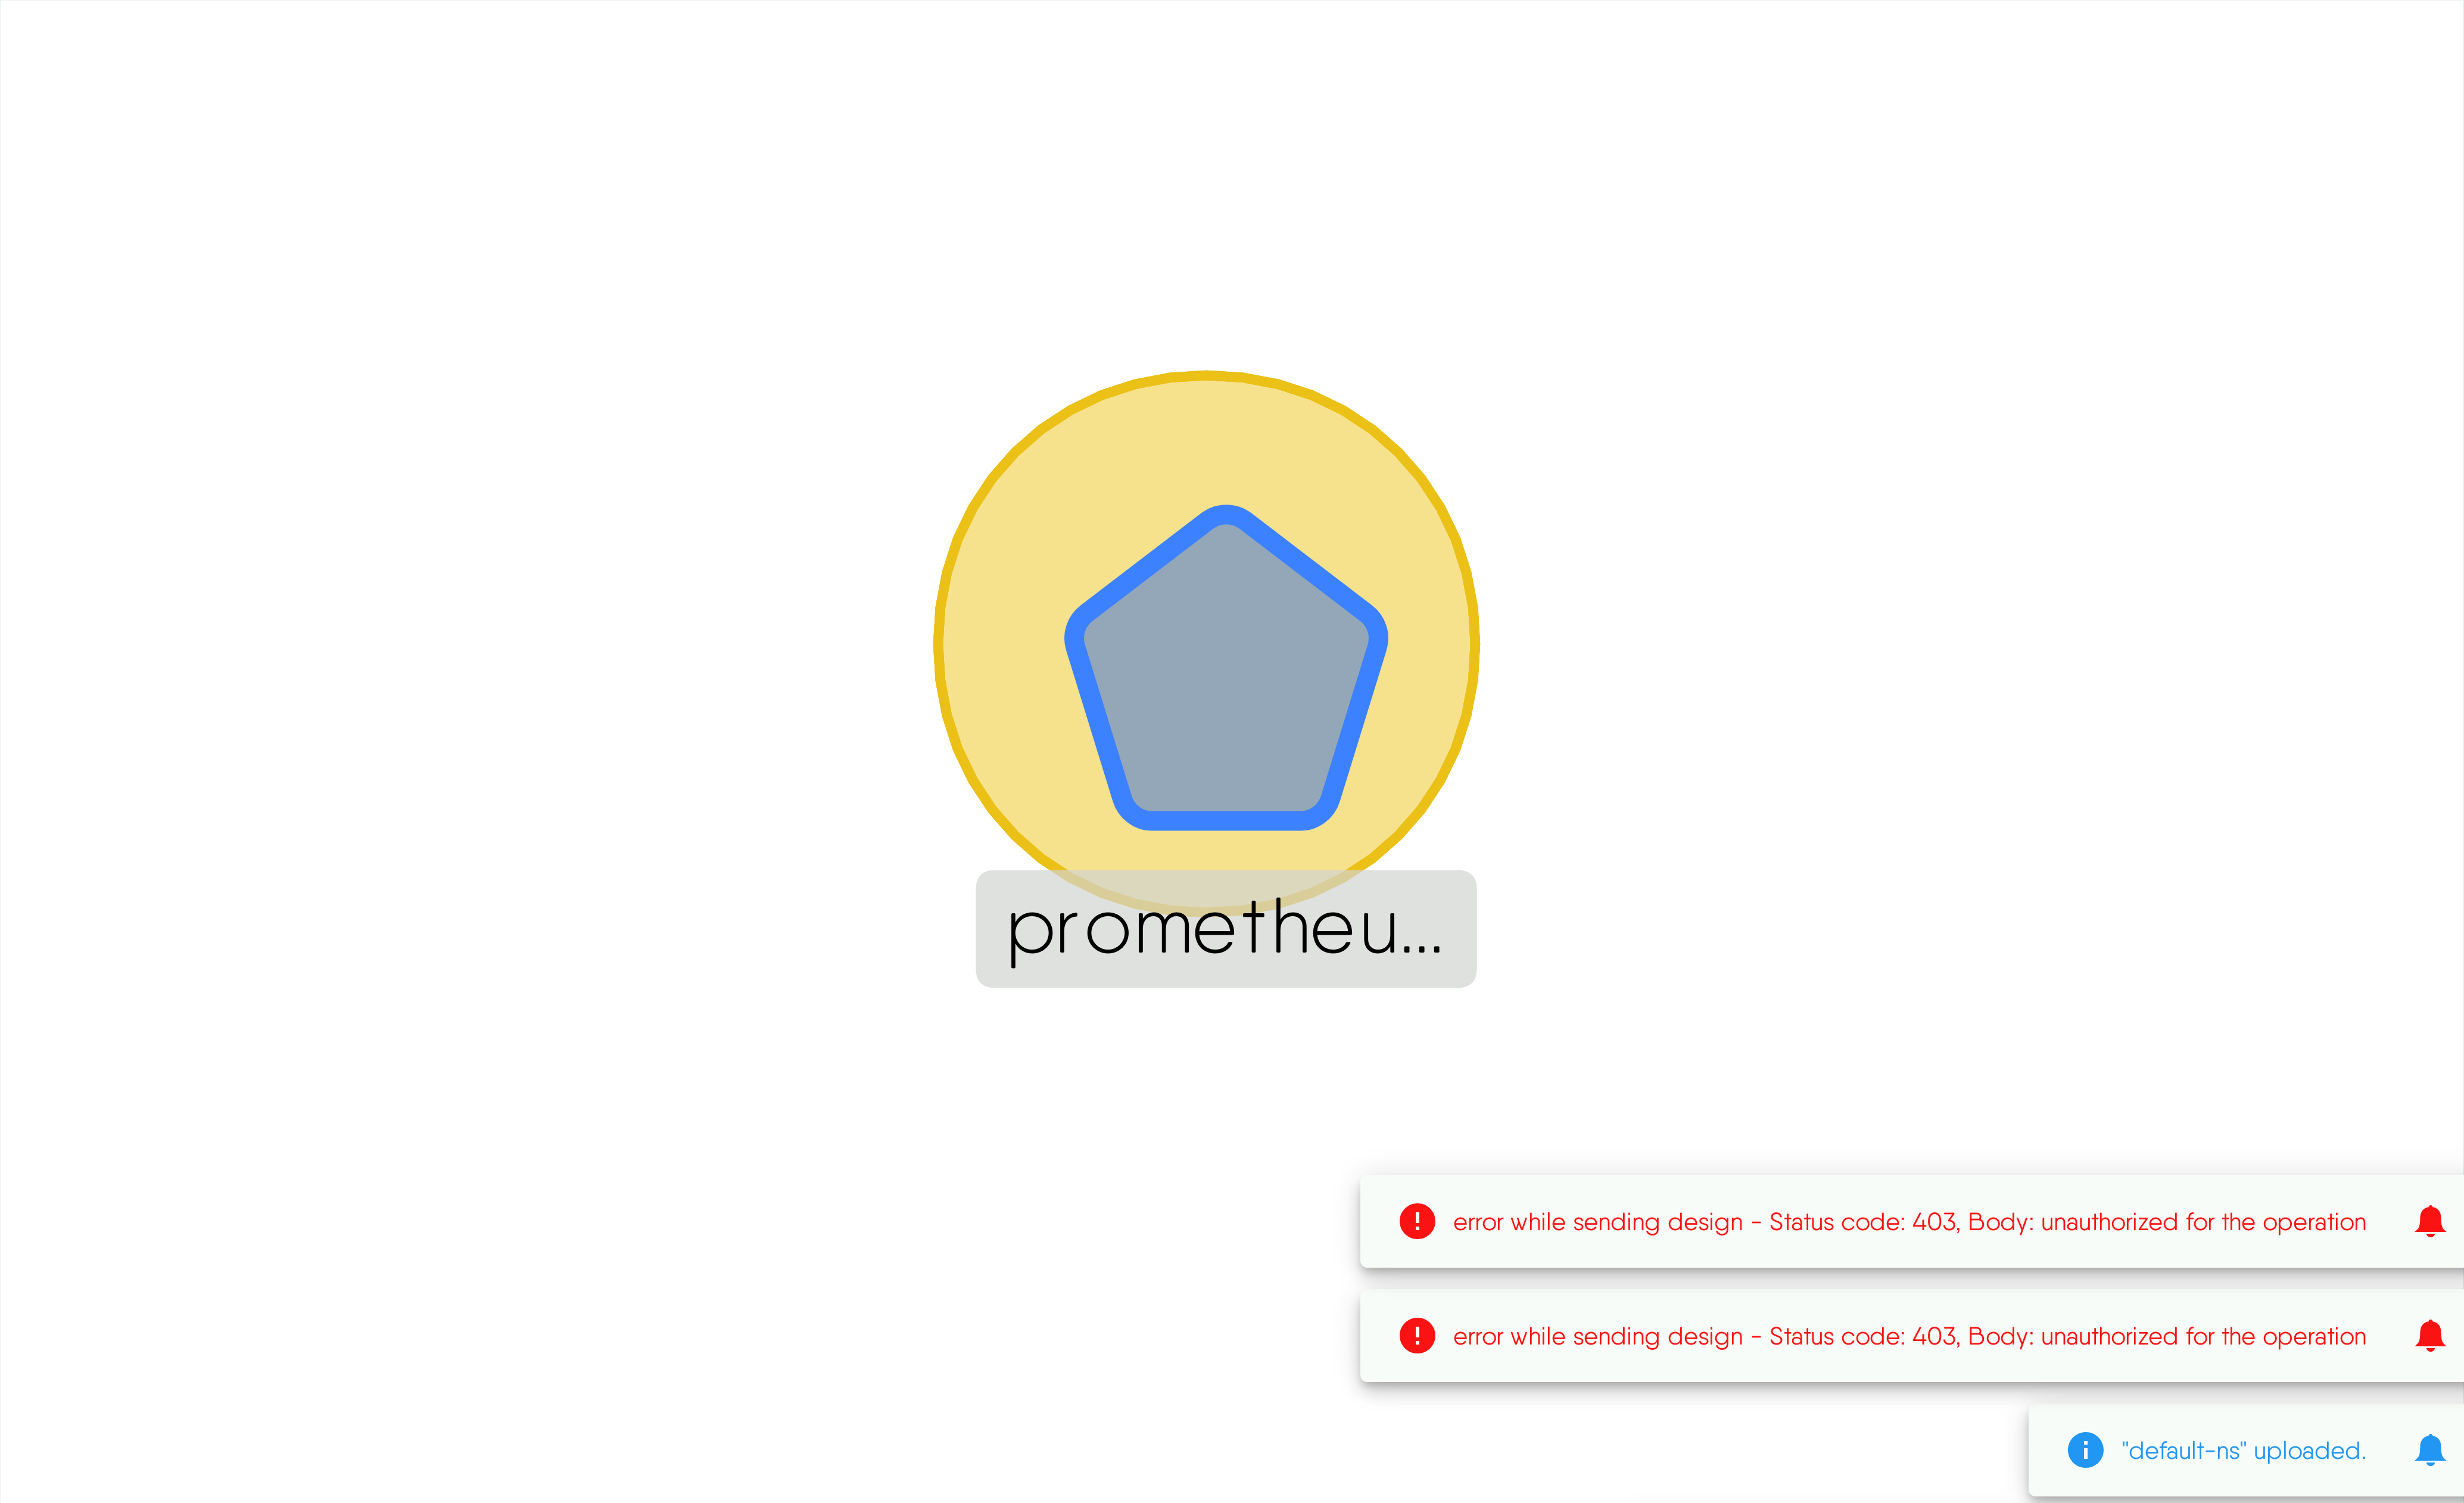 prometheu...
error while sending design - Status code: 403, Body: unauthorized for the operation
error while sending design - Status code: 403, Body: unauthorized for the operation
"default-ns" uploaded.